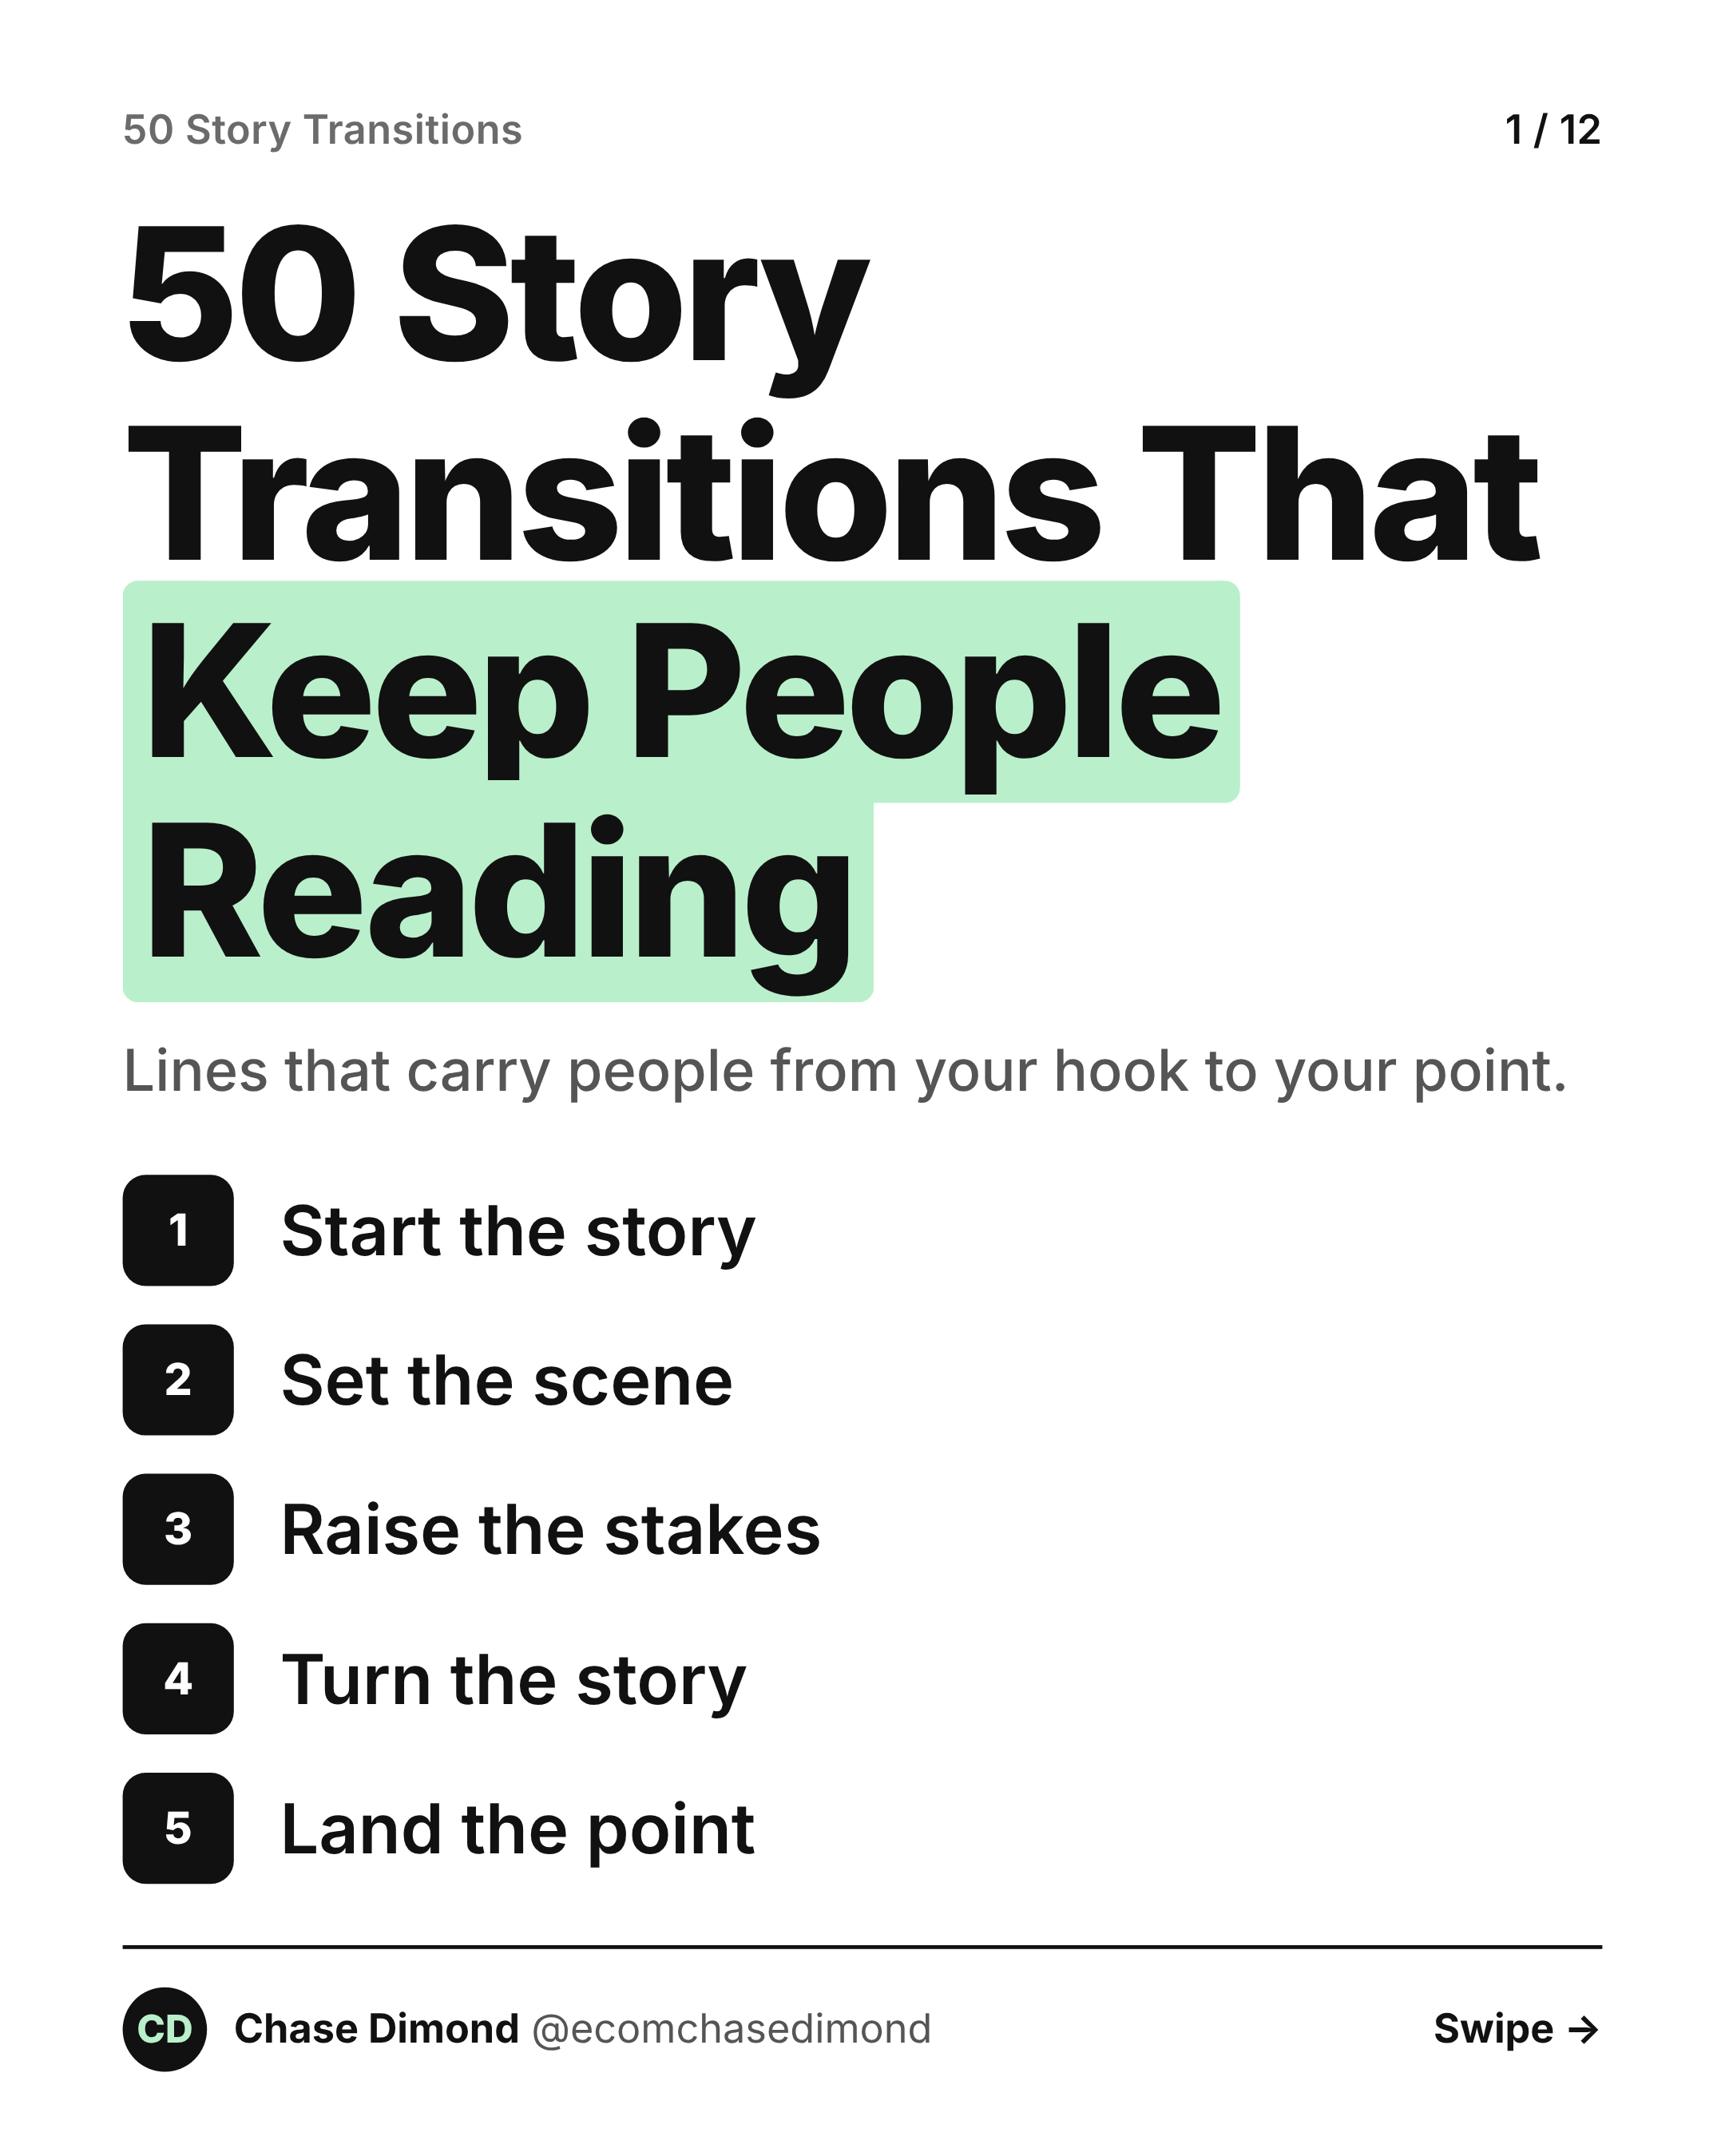 50 Story Transitions
1 / 12
50 Story
Transitions That
Keep People
Reading
Lines that carry people from your hook to your point.
1 Start the story
2 Set the scene
3 Raise the stakes
4 Turn the story
5 Land the point
CD Chase Dimond @ecomchasedimond
Swipe →